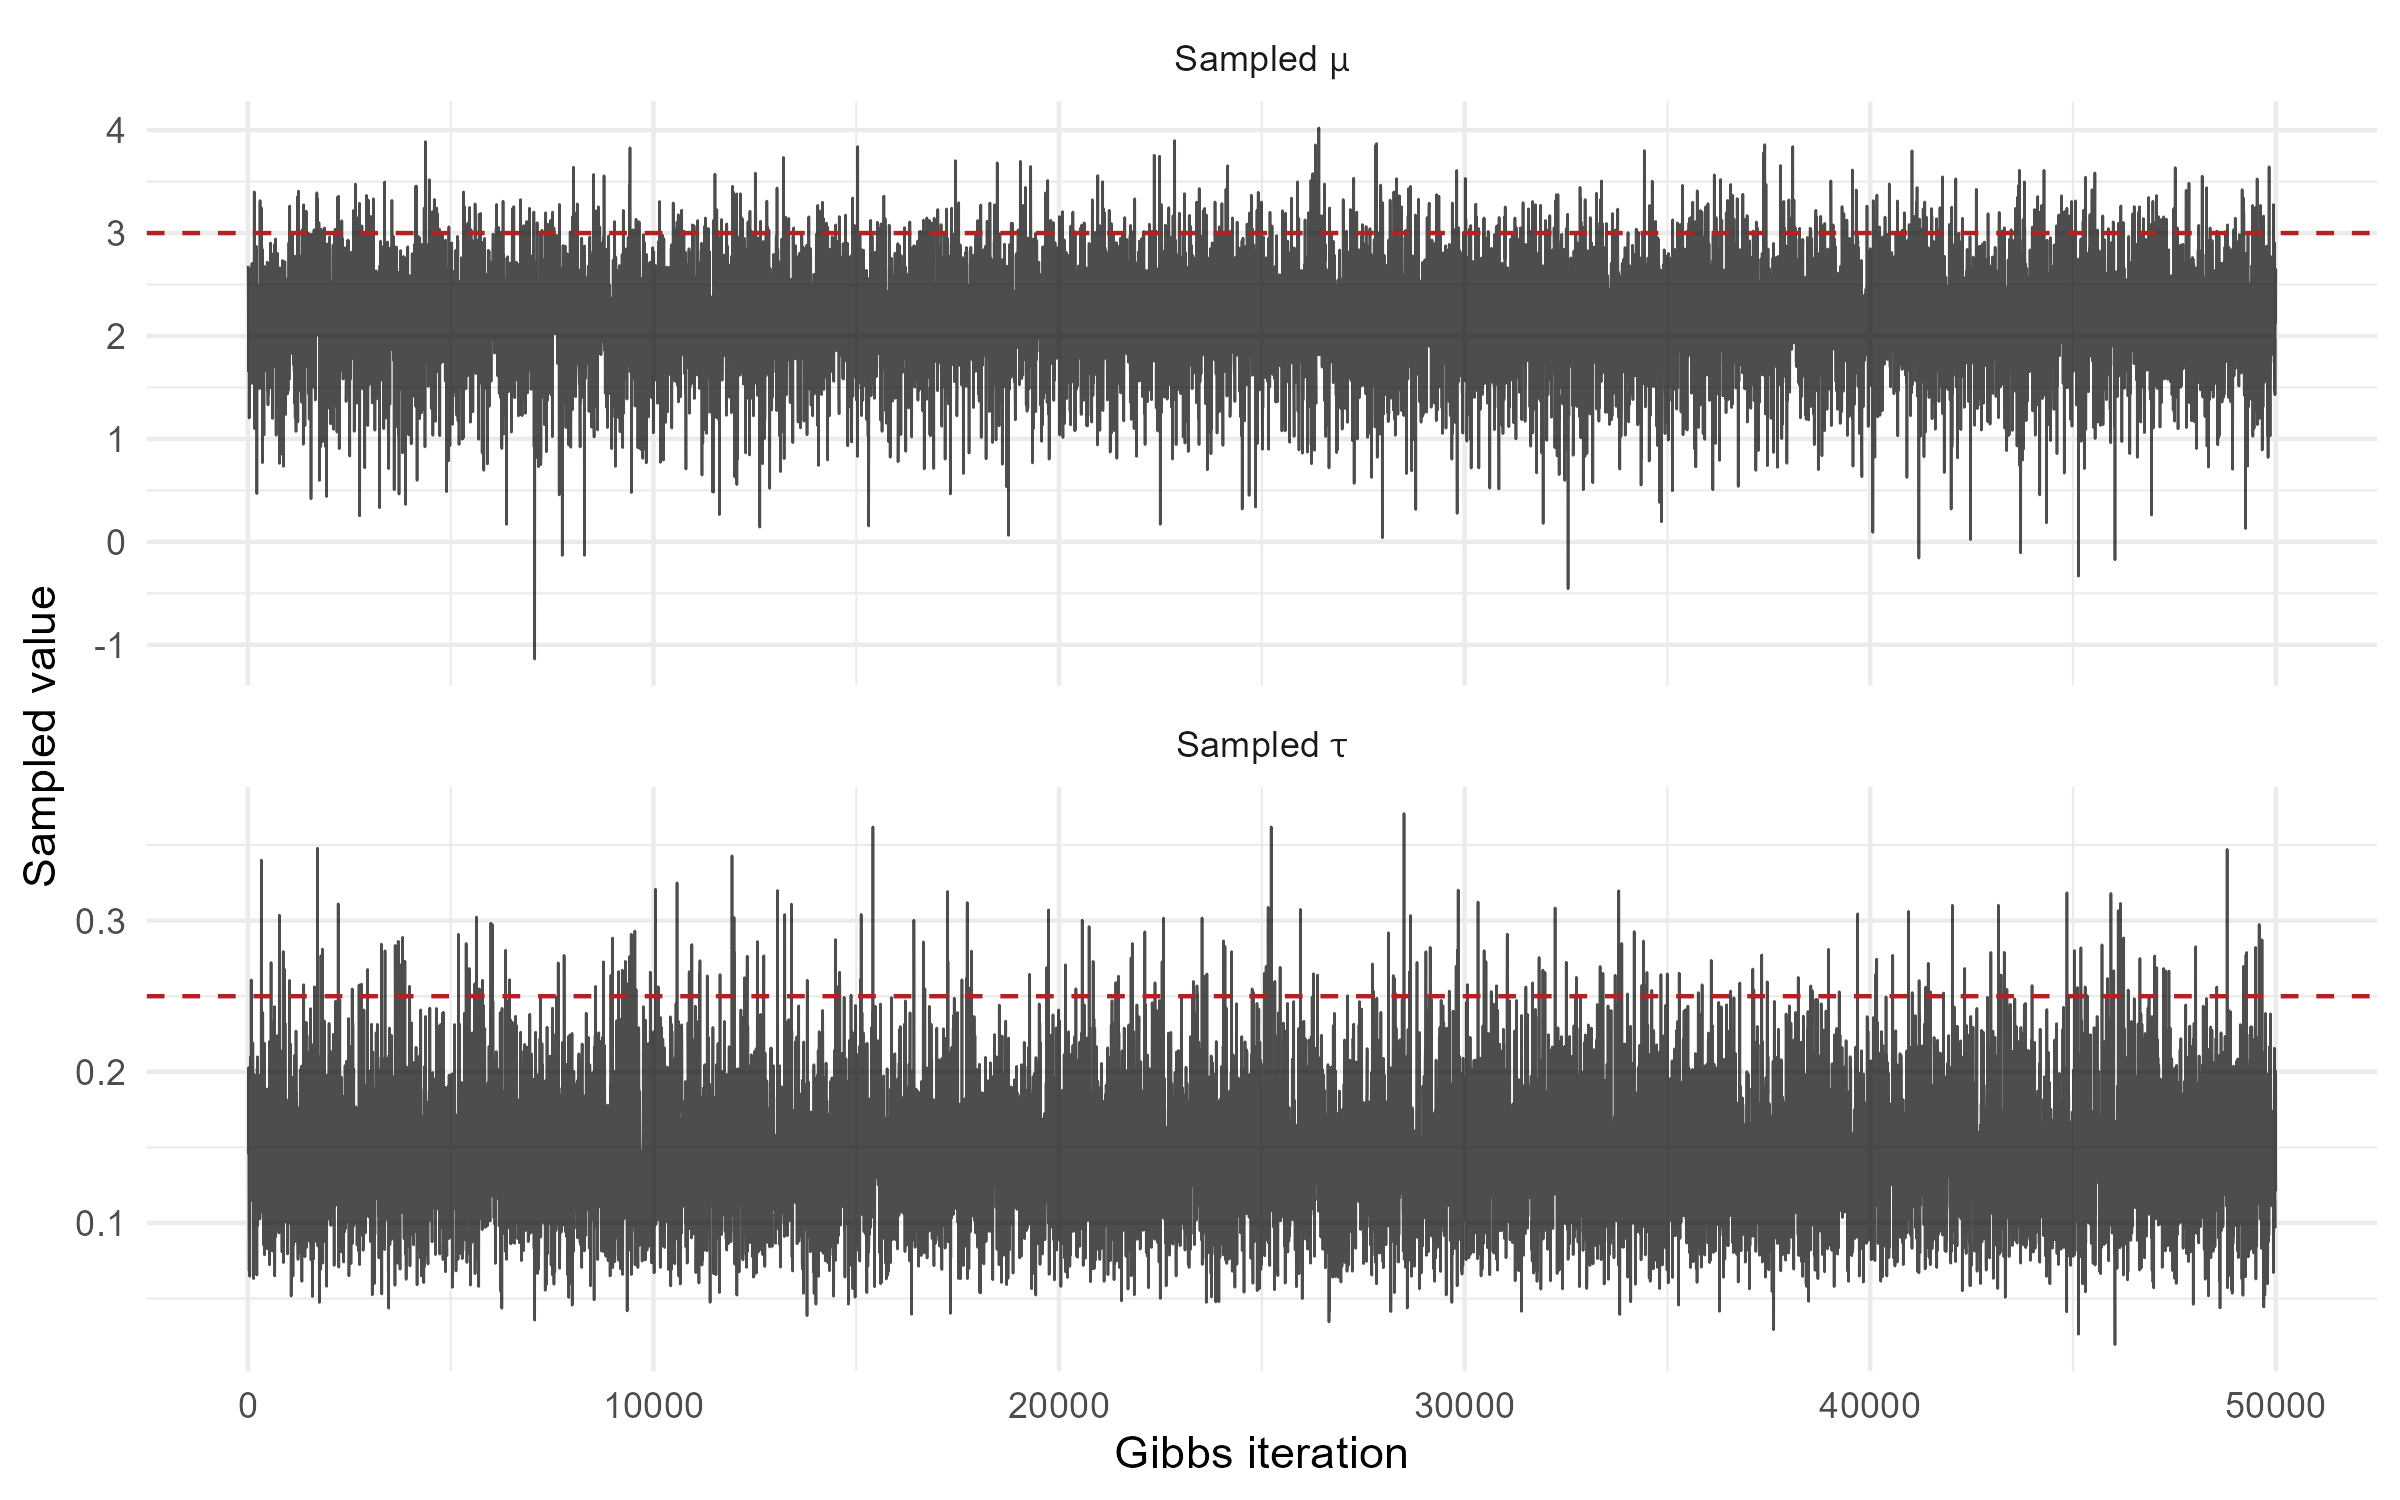 Sampled μ
4
3
2
1
0
-1
Sampled value
Sampled τ
0.3
0.2
0.1
0 10000 20000 30000 40000 50000
Gibbs iteration